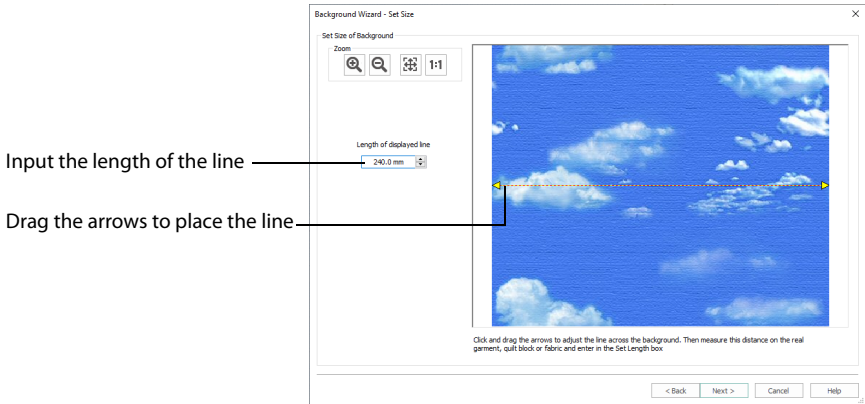 Background Wizard - Set Size
Set Size of Background
Zoom
1:1
Length of displayed line
240.0 mm
Input the length of the line
Drag the arrows to place the line
Click and drag the arrows to adjust the line across the background. Then measure this distance on the real
garment, quilt block or fabric and enter in the Set Length box
< Back
Next >
Cancel
Help